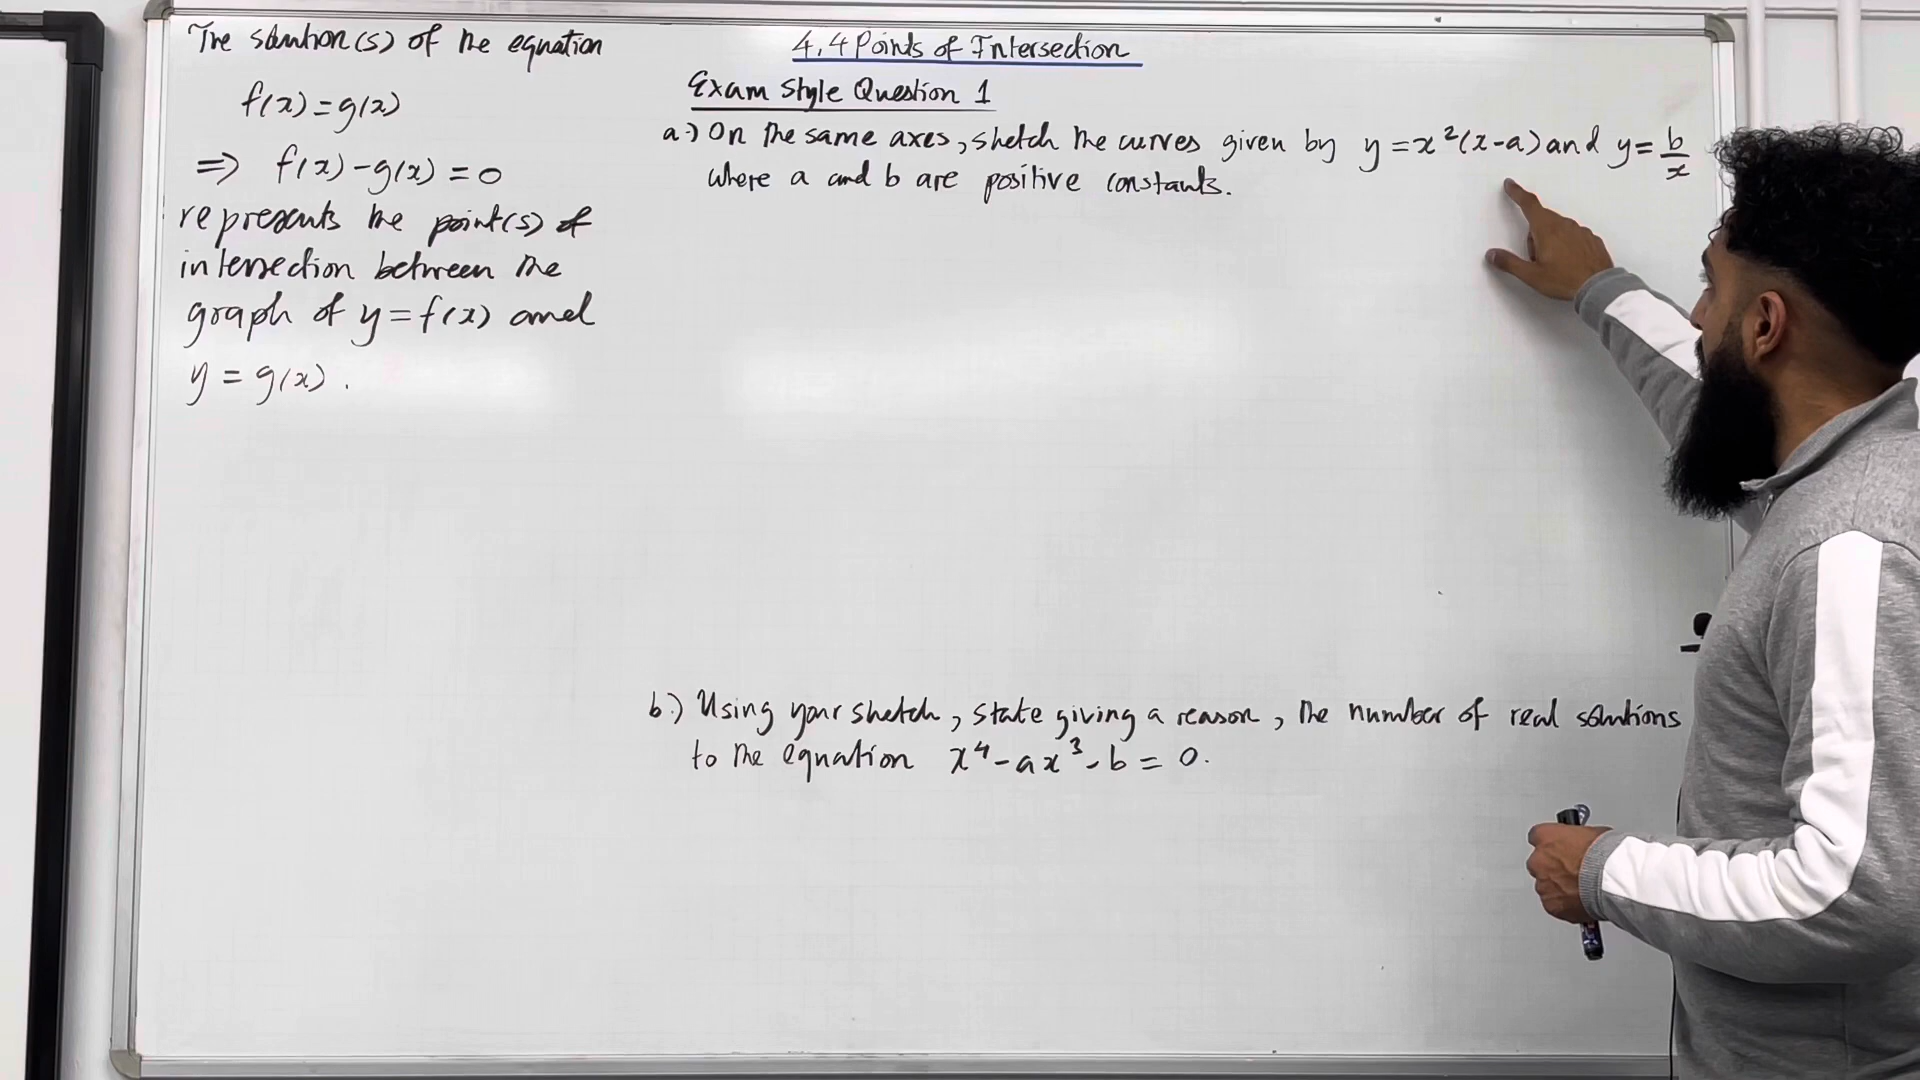 The solution(s) of the equation
f(x)=g(x)
⇒ f(x)-g(x)=0
represents the point(s) of
intersection between the
graph of y=f(x) and
y=g(x).
4.4 Points of Intersection
Exam Style Question 1
a.) On the same axes, sketch the curves given by y=x²(x-a) and y=b/x
where a and b are positive constants.
b.) Using your sketch, state giving a reason, the number of real solutions
to the equation x⁴-ax³-b=0.